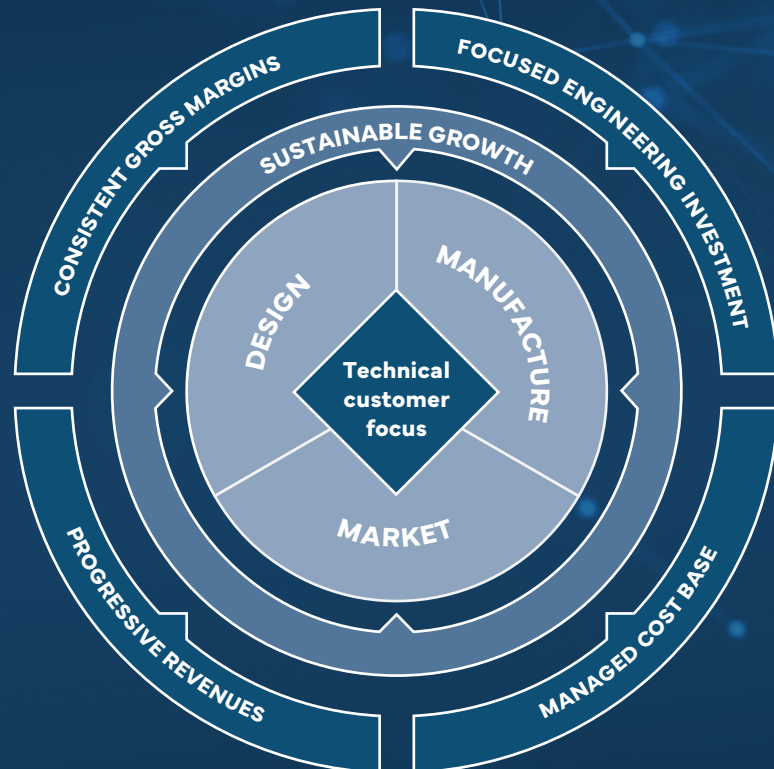 CONSISTENT GROSS MARGINS
FOCUSED ENGINEERING INVESTMENT
SUSTAINABLE GROWTH
DESIGN
MANUFACTURE
Technical
customer
focus
MARKET
PROGRESSIVE REVENUES
MANAGED COST BASE